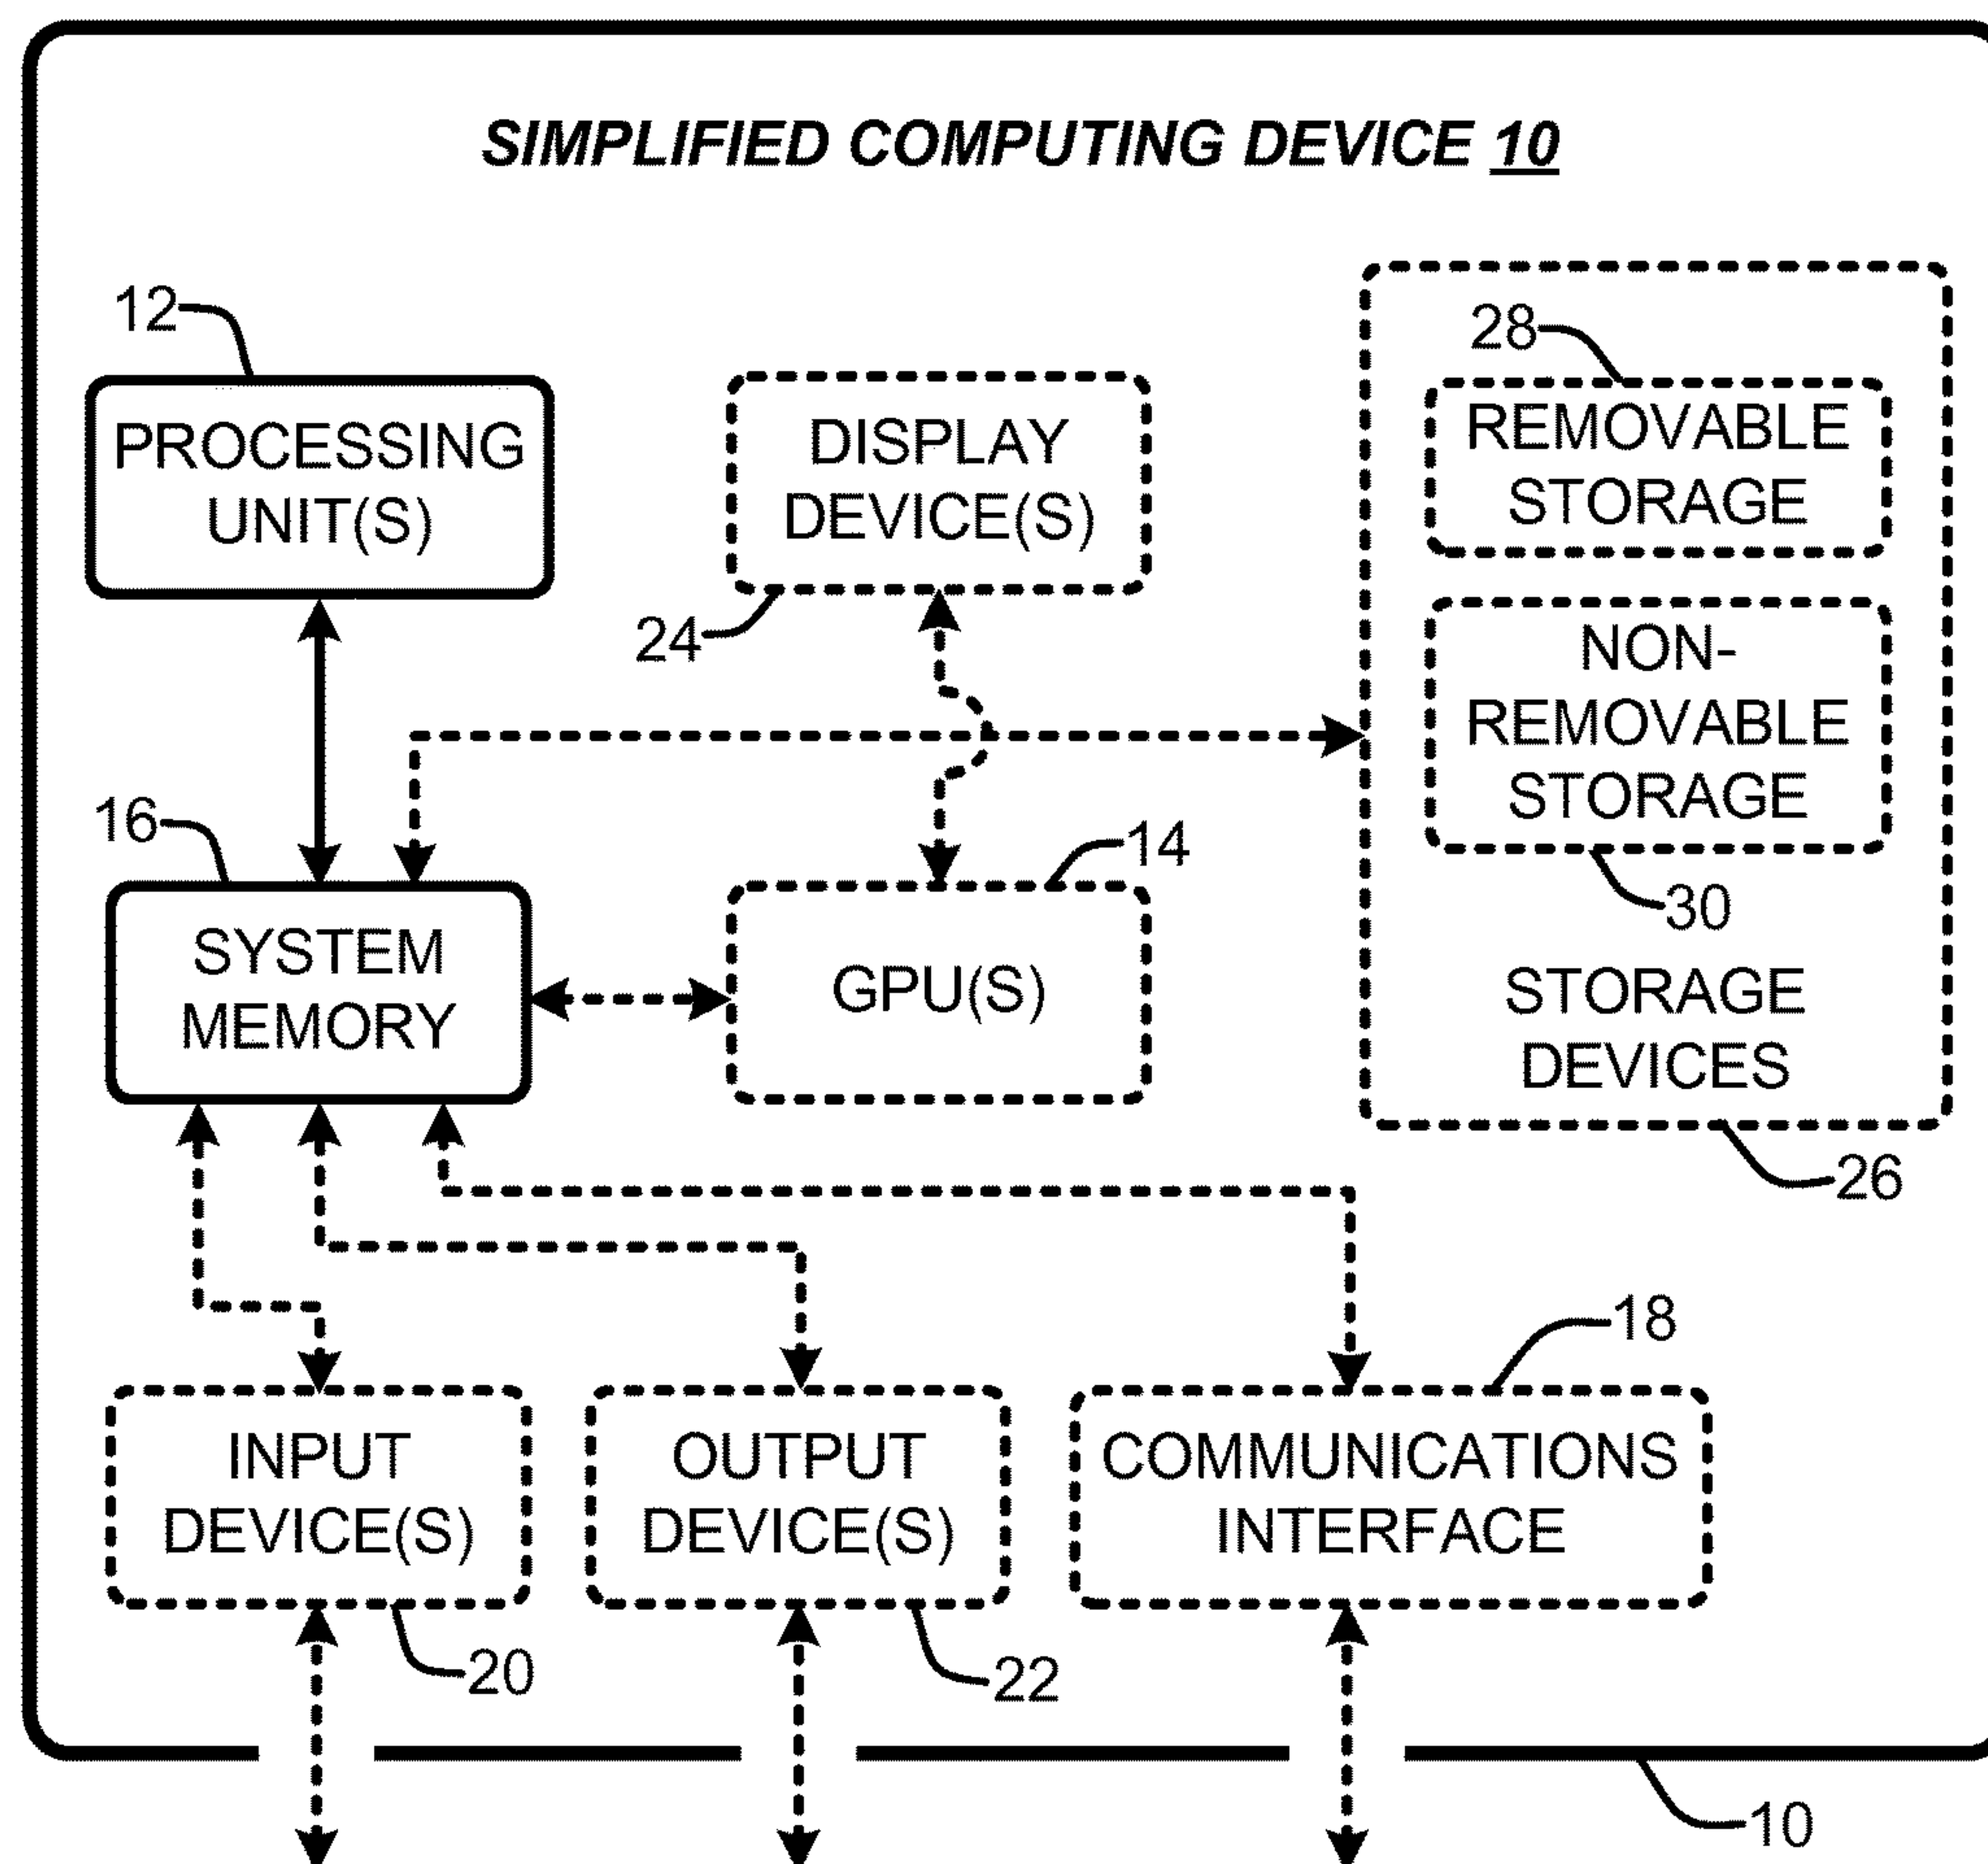 SIMPLIFIED COMPUTING DEVICE 10
12
PROCESSING
UNIT(S)
DISPLAY
DEVICE(S)
24
28
REMOVABLE
STORAGE
NON-
REMOVABLE
STORAGE
30
STORAGE
DEVICES
26
16
SYSTEM
MEMORY
14
GPU(S)
INPUT
DEVICE(S)
20
OUTPUT
DEVICE(S)
22
18
COMMUNICATIONS
INTERFACE
10